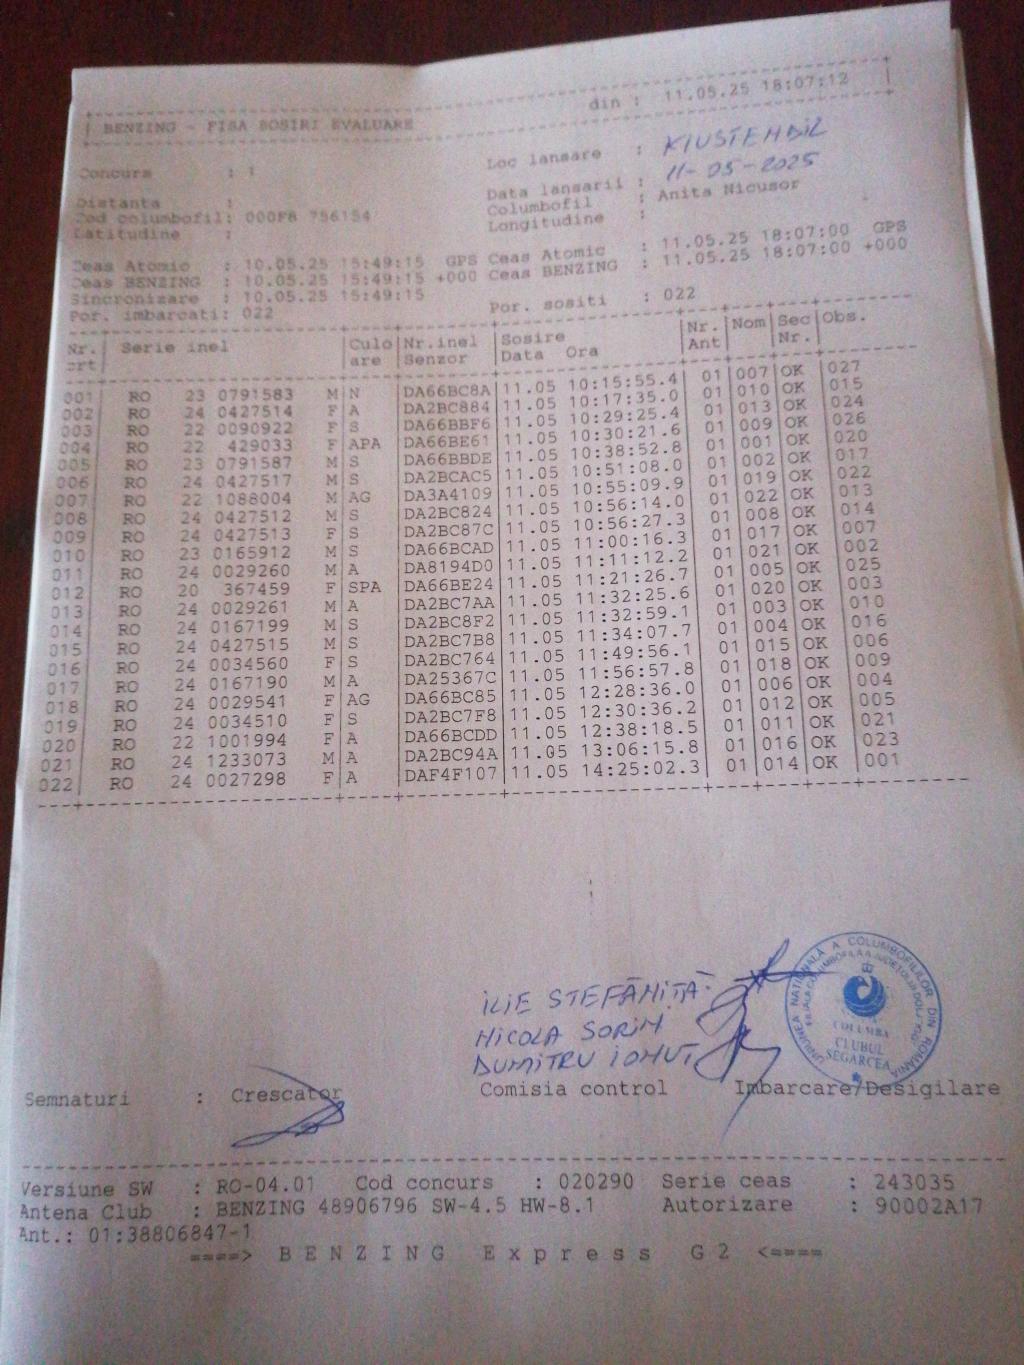 din : 11.05.25 18:07:12
BENZING - FISA SOSIRI EVALUARE
Concurs : 1 Loc lansare : KIUSTENDIL
Distanta : Data lansarii : 11-05-2025
Cod columbofil: 000F8 756154 Columbofil : Anita Nicusor
Latitudine : Longitudine :
Ceas Atomic : 10.05.25 15:49:15 GPS Ceas Atomic : 11.05.25 18:07:00 GPS
Ceas BENZING : 10.05.25 15:49:15 +000 Ceas BENZING : 11.05.25 18:07:00 +000
Sincronizare : 10.05.25 15:49:15
Por. imbarcati: 022 Por. sositi : 022
Nr. Serie inel Culo Nr.inel Sosire Nr. Nom Sec Obs.
crt are Senzor Data Ora Ant Nr.
001 RO 23 0791583 M N DA66BC8A 11.05 10:15:55.4 01 007 OK 027
002 RO 24 0427514 F A DA2BC884 11.05 10:17:35.0 01 010 OK 015
003 RO 22 0090922 F S DA66BBF6 11.05 10:29:25.4 01 013 OK 024
004 RO 22 429033 F APA DA66BE61 11.05 10:30:21.6 01 009 OK 026
005 RO 23 0791587 M S DA66BBDE 11.05 10:38:52.8 01 001 OK 020
006 RO 24 0427517 M S DA2BCAC5 11.05 10:51:08.0 01 002 OK 017
007 RO 22 1088004 M AG DA3A4109 11.05 10:55:09.9 01 019 OK 022
008 RO 24 0427512 M S DA2BC824 11.05 10:56:14.0 01 022 OK 013
009 RO 24 0427513 F S DA2BC87C 11.05 10:56:27.3 01 008 OK 014
010 RO 23 0165912 M S DA66BCAD 11.05 11:00:16.3 01 017 OK 007
011 RO 24 0029260 M A DA8194D0 11.05 11:11:12.2 01 021 OK 002
012 RO 20 367459 F SPA DA66BE24 11.05 11:21:26.7 01 005 OK 025
013 RO 24 0029261 M A DA2BC7AA 11.05 11:32:25.6 01 020 OK 003
014 RO 24 0167199 M S DA2BC8F2 11.05 11:32:59.1 01 003 OK 010
015 RO 24 0427515 M S DA2BC7B8 11.05 11:34:07.7 01 004 OK 016
016 RO 24 0034560 F S DA2BC764 11.05 11:49:56.1 01 015 OK 006
017 RO 24 0167190 M A DA25367C 11.05 11:56:57.8 01 018 OK 009
018 RO 24 0029541 F AG DA66BC85 11.05 12:28:36.0 01 006 OK 004
019 RO 24 0034510 F S DA2BC7F8 11.05 12:30:36.2 01 012 OK 005
020 RO 22 1001994 F A DA66BCDD 11.05 12:38:18.5 01 011 OK 021
021 RO 24 1233073 M A DA2BC94A 11.05 13:06:15.8 01 016 OK 023
022 RO 24 0027298 F A DAF4F107 11.05 14:25:02.3 01 014 OK 001
ILIE STEFĂNIȚĂ
NICOLA SORIN
DUMITRU IONUT
UNIUNEA NAȚIONALĂ A COLUMBOFILILOR DIN ROMÂNIA
COLUMBA
CLUBUL
SEGARCEA
Semnaturi : Crescator Comisia control Imbarcare/Desigilare
Versiune SW : RO-04.01 Cod concurs : 020290 Serie ceas : 243035
Antena Club : BENZING 48906796 SW-4.5 HW-8.1 Autorizare : 90002A17
Ant.: 01:38806847-1
====> BENZING Express G2 <====